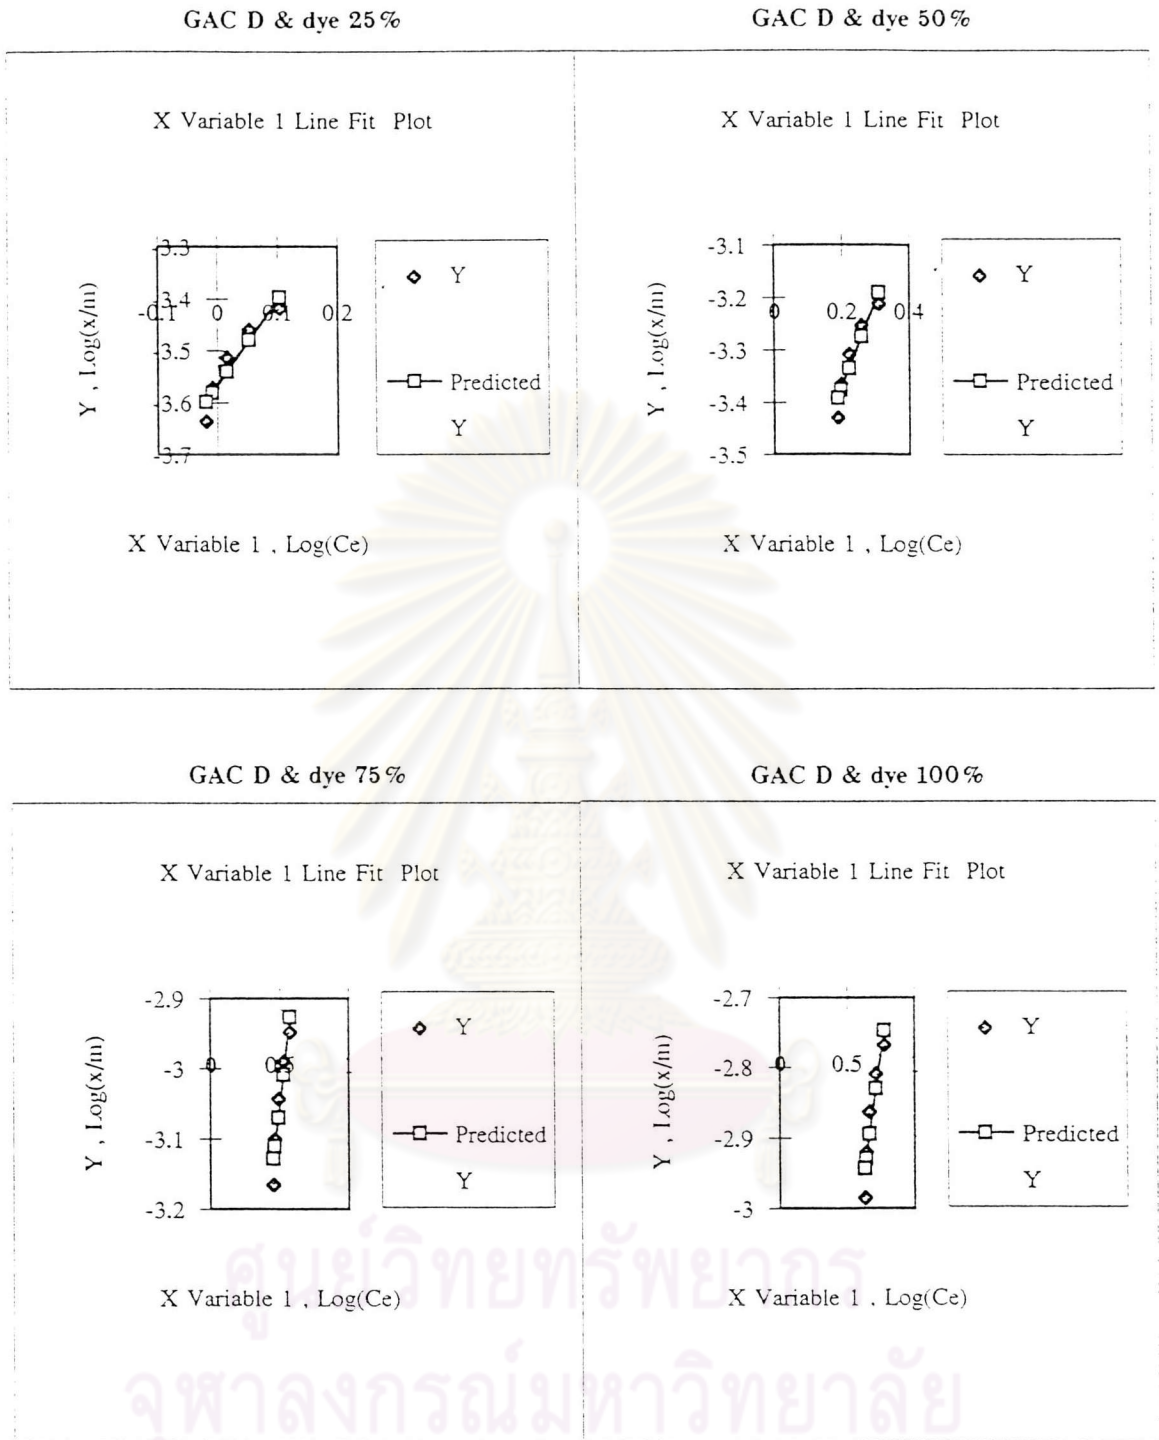 GAC D & dye 25%
X Variable 1 Line Fit Plot
-3.3
-3.4
-0.1 0 0.1 0.2
-3.5
-3.6
-3.7
Y , Log(x/m)
Y
Predicted
Y
X Variable 1 , Log(Ce)
GAC D & dye 50%
X Variable 1 Line Fit Plot
-3.1
-3.2
0 0.2 0.4
-3.3
-3.4
-3.5
Y , Log(x/m)
Y
Predicted
Y
X Variable 1 , Log(Ce)
GAC D & dye 75%
X Variable 1 Line Fit Plot
-2.9
-3
0 0.5
-3.1
-3.2
Y , Log(x/m)
Y
Predicted
Y
X Variable 1 , Log(Ce)
GAC D & dye 100%
X Variable 1 Line Fit Plot
-2.7
-2.8
0 0.5
-2.9
-3
Y , Log(x/m)
Y
Predicted
Y
X Variable 1 , Log(Ce)
ศูนย์วิทยทรัพยากร
จุฬาลงกรณ์มหาวิทยาลัย